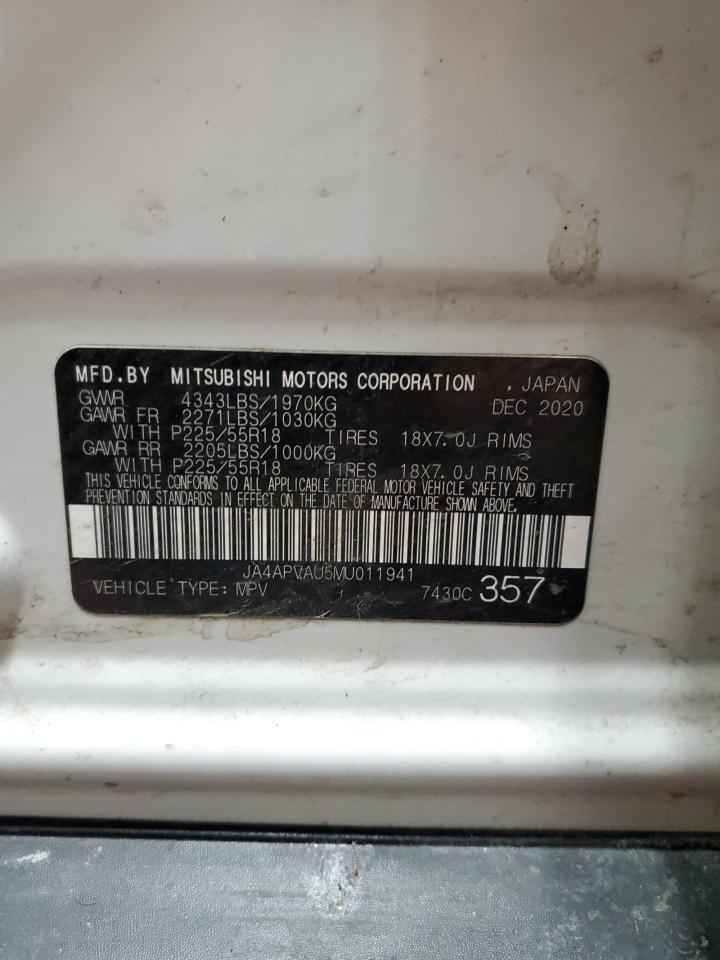 MFD.BY MITSUBISHI MOTORS CORPORATION , JAPAN
GVWR 4343LBS/1970KG DEC 2020
GAWR FR 2271LBS/1030KG
WITH P225/55R18 TIRES 18X7.0J RIMS
GAWR RR 2205LBS/1000KG
WITH P225/55R18 TIRES 18X7.0J RIMS
THIS VEHICLE CONFORMS TO ALL APPLICABLE FEDERAL MOTOR VEHICLE SAFETY AND THEFT
PREVENTION STANDARDS IN EFFECT ON THE DATE OF MANUFACTURE SHOWN ABOVE.
JA4APVAU5MU011941
VEHICLE TYPE: MPV 1 7430C 357